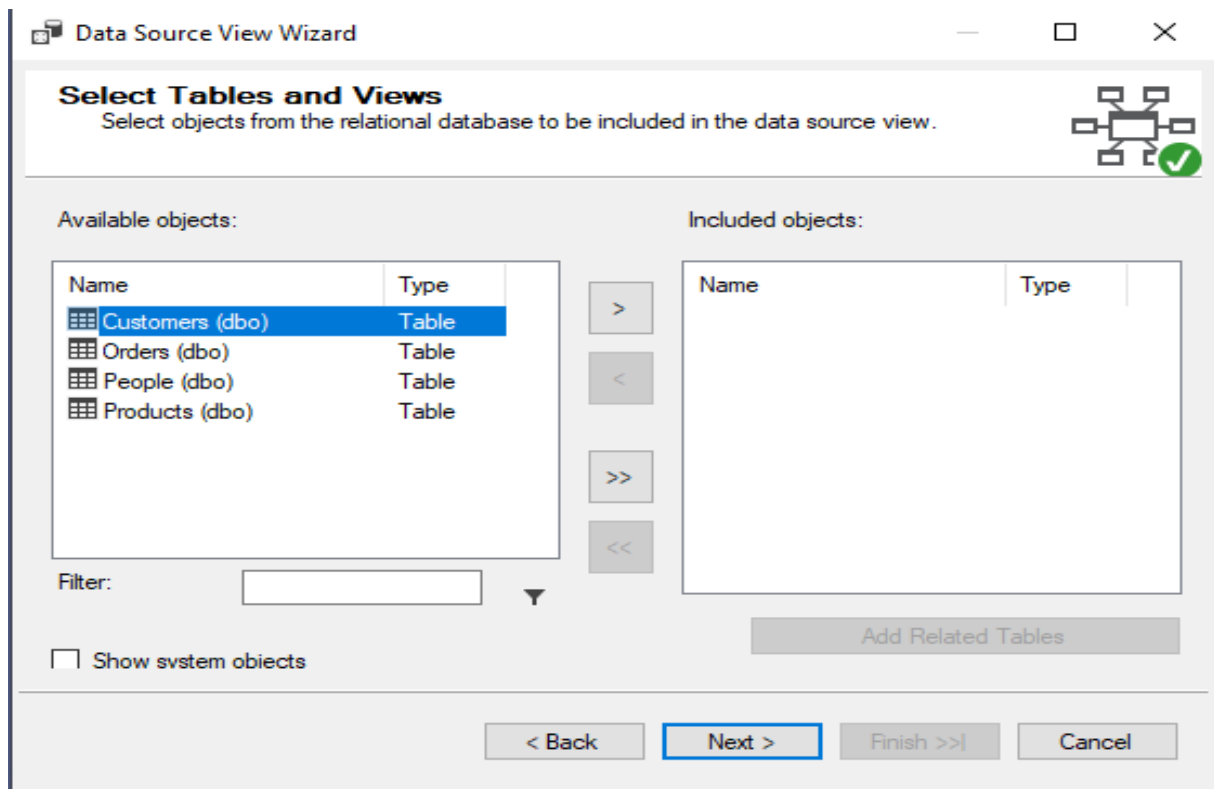 Data Source View Wizard
Select Tables and Views
Select objects from the relational database to be included in the data source view.
Available objects:
Included objects:
Name Type
Customers (dbo) Table
Orders (dbo) Table
People (dbo) Table
Products (dbo) Table
>
<
>>
<<
Name Type
Filter:
Add Related Tables
Show system objects
< Back
Next >
Finish >>|
Cancel